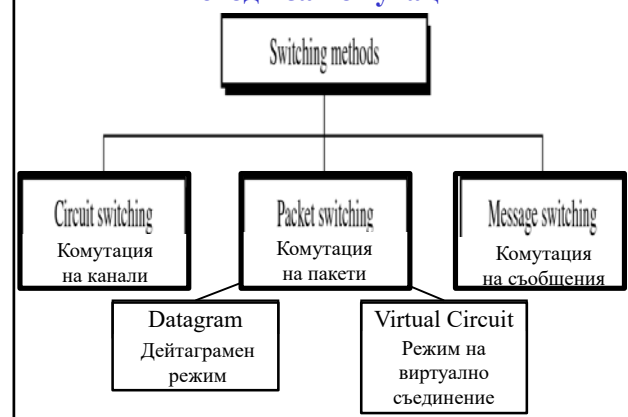 Switching methods
Circuit switching
Комутация
на канали
Packet switching
Комутация
на пакети
Message switching
Комутация
на съобщения
Datagram
Дейтаграмен
режим
Virtual Circuit
Режим на
виртуално
съединение